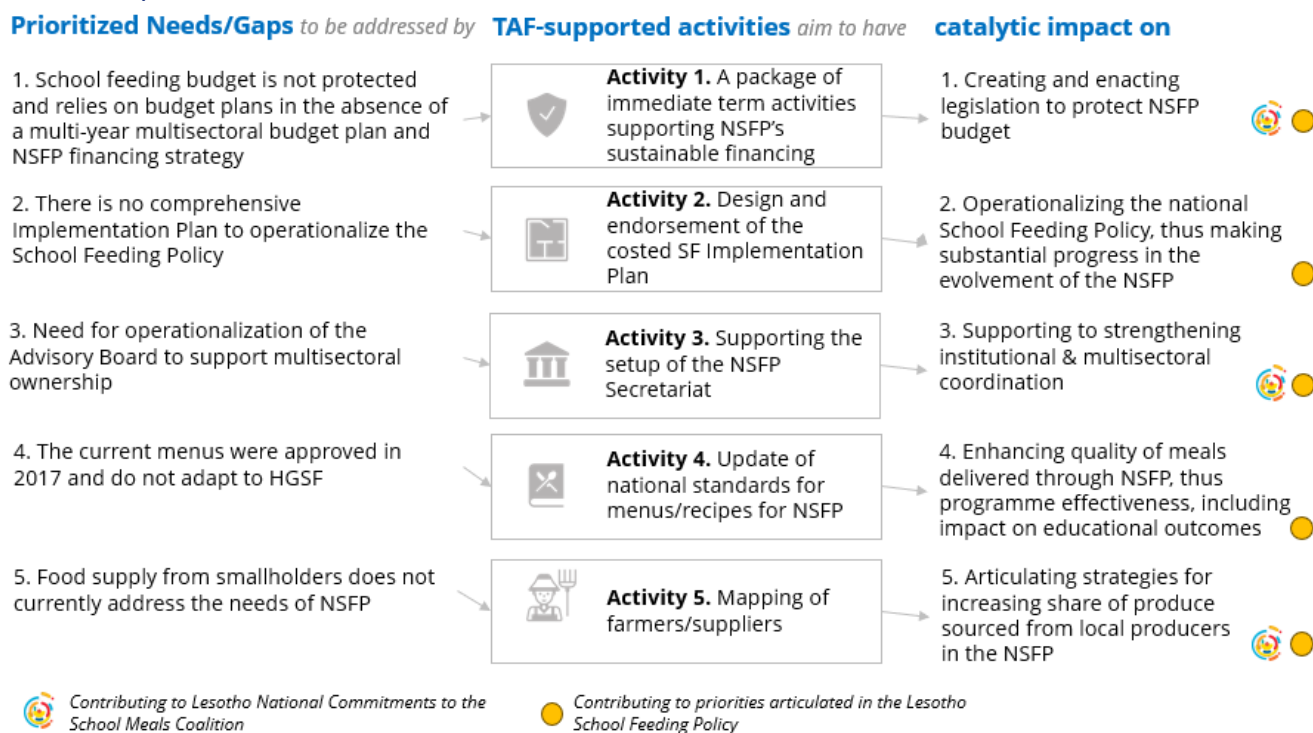 Prioritized Needs/Gaps to be addressed by TAF-supported activities aim to have catalytic impact on
1. School feeding budget is not protected
and relies on budget plans in the absence of
a multi-year multisectoral budget plan and
NSFP financing strategy
Activity 1. A package of
immediate term activities
supporting NSFP's
sustainable financing
1. Creating and enacting
legislation to protect NSFP
budget
2. There is no comprehensive
Implementation Plan to operationalize the
School Feeding Policy
Activity 2. Design and
endorsement of the
costed SF Implementation
Plan
2. Operationalizing the national
School Feeding Policy, thus making
substantial progress in the
evolvement of the NSFP
3. Need for operationalization of the
Advisory Board to support multisectoral
ownership
Activity 3. Supporting the
setup of the NSFP
Secretariat
3. Supporting to strengthening
institutional & multisectoral
coordination
4. The current menus were approved in
2017 and do not adapt to HGSF
Activity 4. Update of
national standards for
menus/recipes for NSFP
4. Enhancing quality of meals
delivered through NSFP, thus
programme effectiveness, including
impact on educational outcomes
5. Food supply from smallholders does not
currently address the needs of NSFP
Activity 5. Mapping of
farmers/suppliers
5. Articulating strategies for
increasing share of produce
sourced from local producers
in the NSFP
Contributing to Lesotho National Commitments to the
School Meals Coalition
Contributing to priorities articulated in the Lesotho
School Feeding Policy